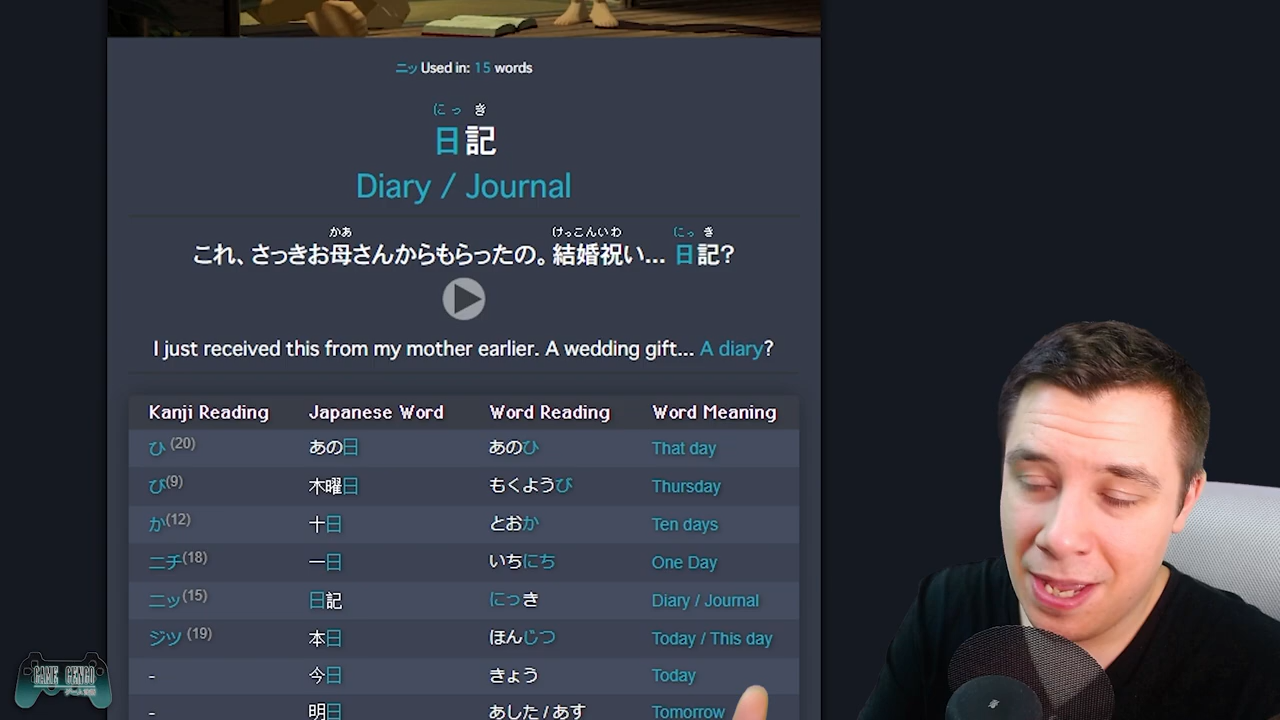 ニッ Used in: 15 words
にっ き
日記
Diary / Journal
かあ けっこんいわ にっ き
これ、さっきお母さんからもらったの。結婚祝い... 日記?
I just received this from my mother earlier. A wedding gift... A diary?
Kanji Reading Japanese Word Word Reading Word Meaning
ひ (20) あの日 あのひ That day
び(9) 木曜日 もくようび Thursday
か(12) 十日 とおか Ten days
ニチ(18) 一日 いちにち One Day
ニッ(15) 日記 にっき Diary / Journal
ジツ (19) 本日 ほんじつ Today / This day
- 今日 きょう Today
- 明日 あした / あす Tomorrow
GAME GENGO